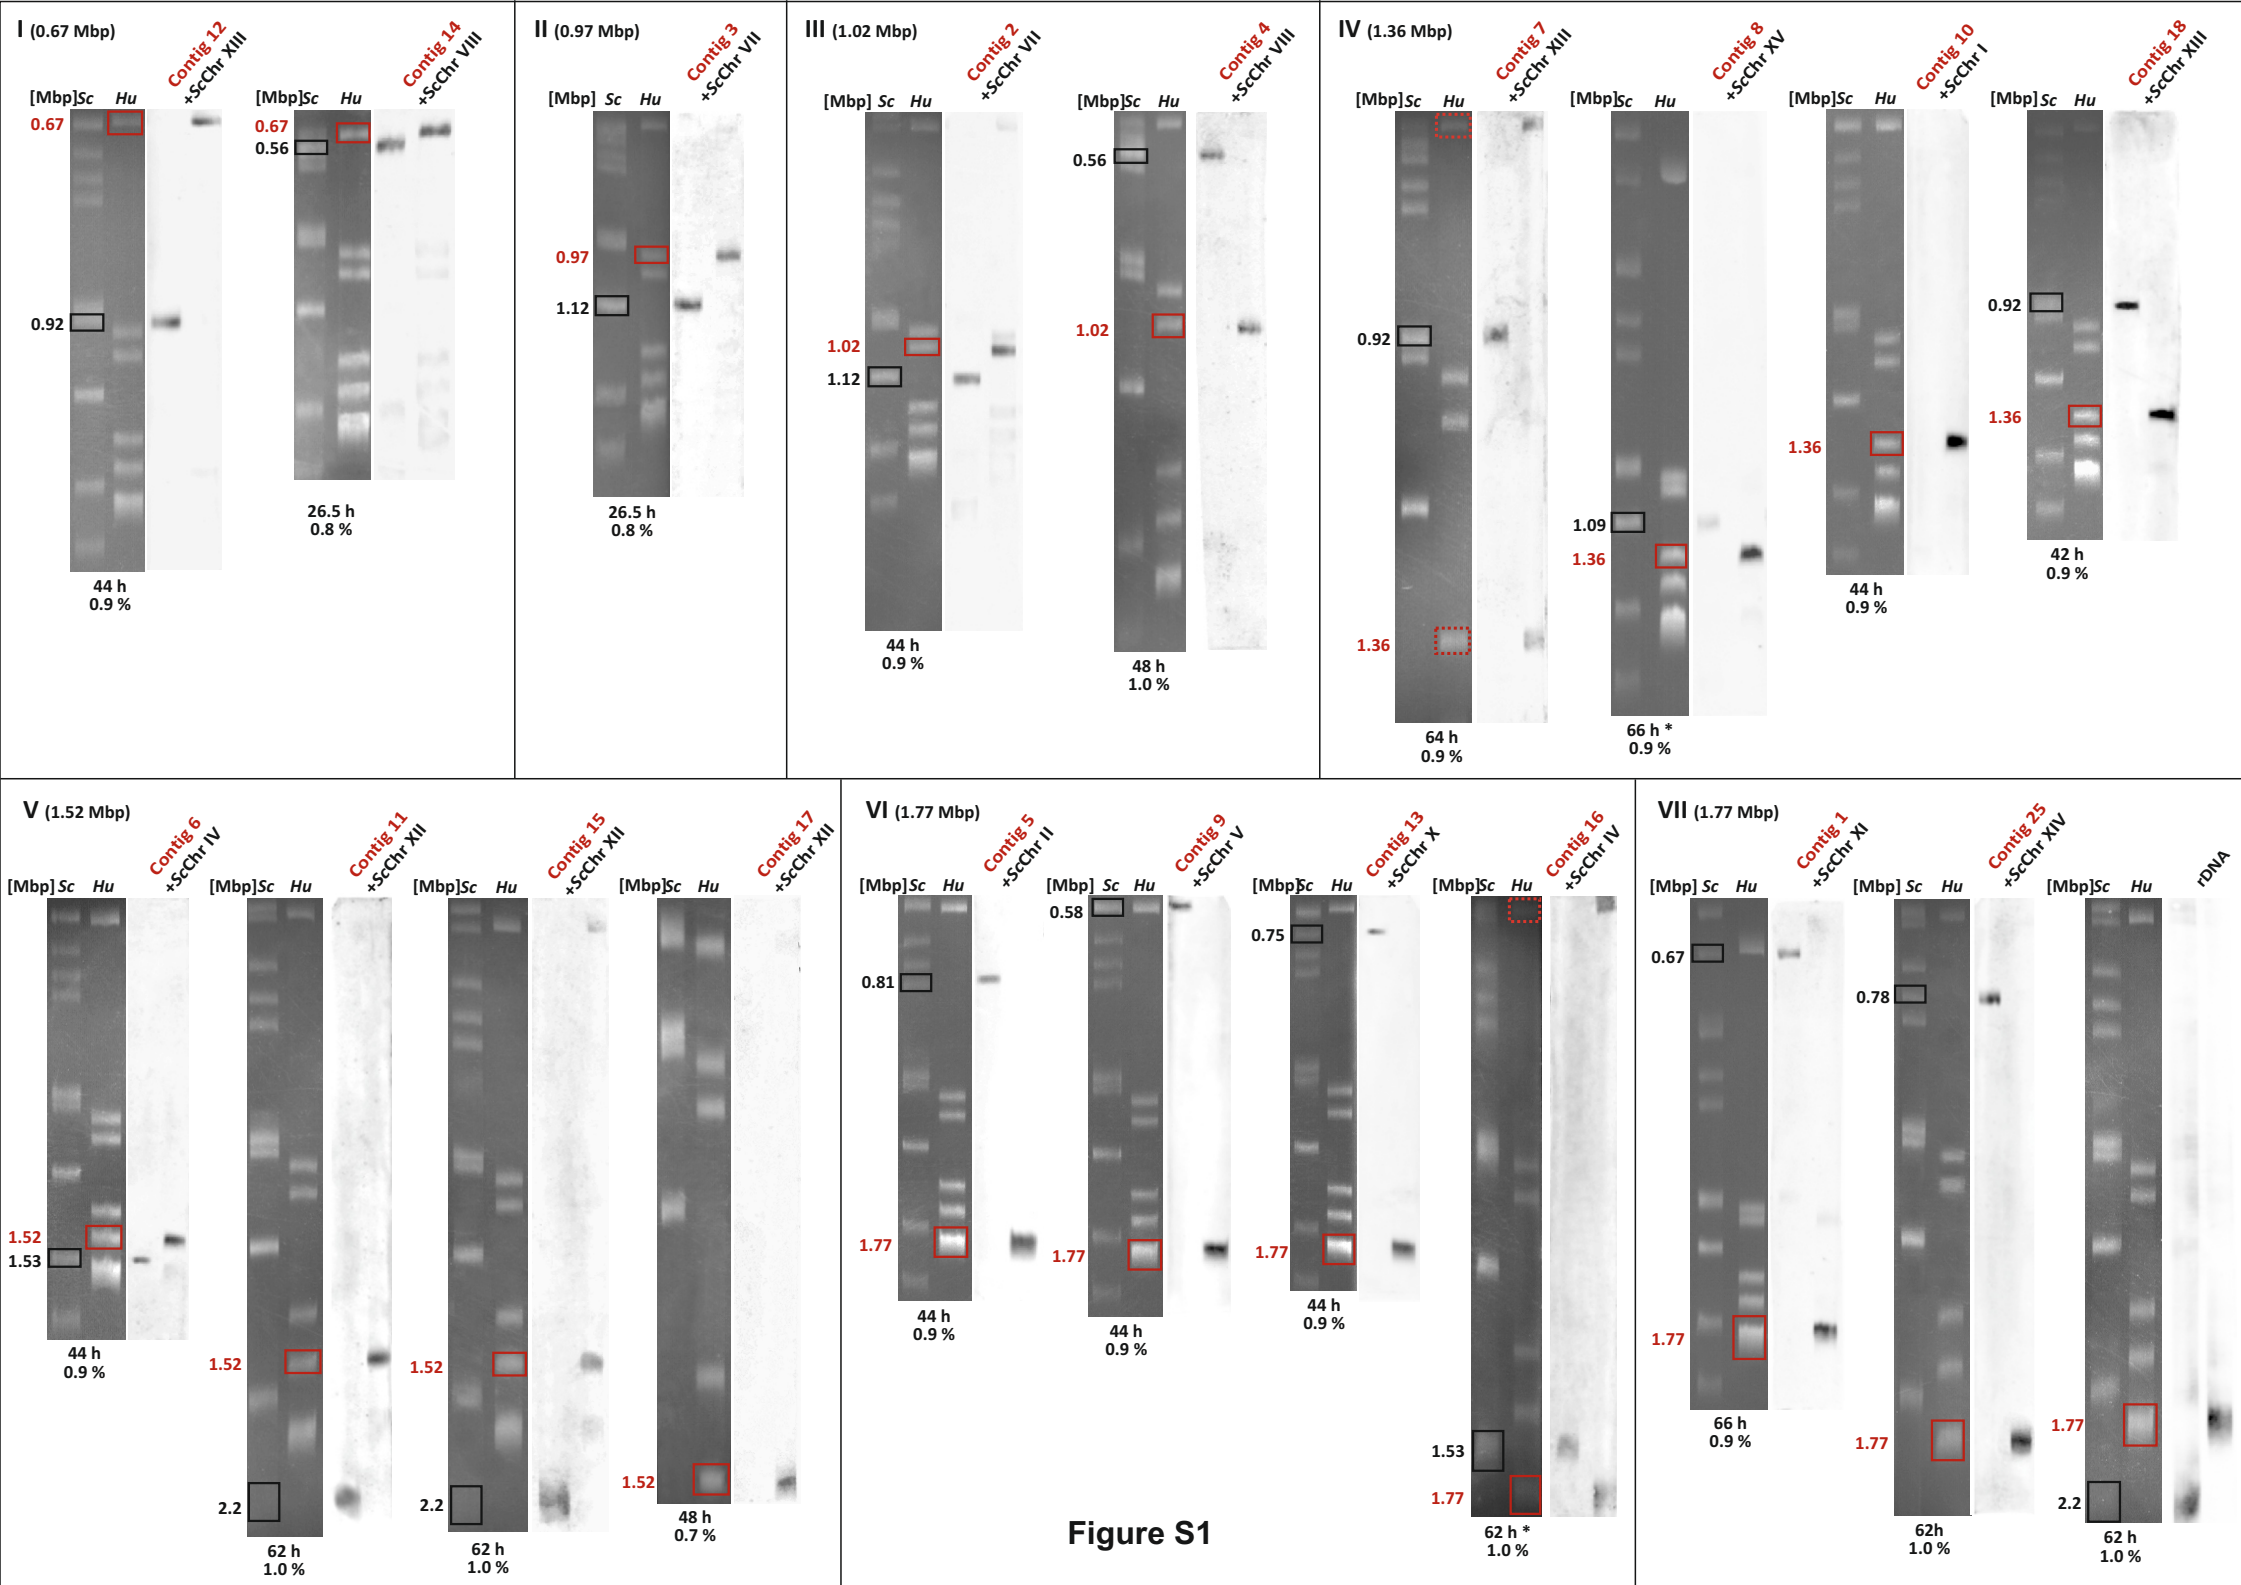 I (0.67 Mbp)
Contig 12
+ScChr XIII
[Mbp] Sc Hu
0.67
0.92
44 h
0.9 %
Contig 14
+ScChr VIII
[Mbp] Sc Hu
0.67
0.56
26.5 h
0.8 %
II (0.97 Mbp)
Contig 3
+ScChr VII
[Mbp] Sc Hu
0.97
1.12
26.5 h
0.8 %
III (1.02 Mbp)
Contig 2
+ScChr VII
[Mbp] Sc Hu
1.02
1.12
44 h
0.9 %
Contig 4
+ScChr VIII
[Mbp] Sc Hu
0.56
1.02
48 h
1.0 %
IV (1.36 Mbp)
Contig 7
+ScChr XIII
[Mbp] Sc Hu
0.92
1.36
64 h
0.9 %
Contig 8
+ScChr XV
[Mbp] Sc Hu
1.09
1.36
66 h *
0.9 %
Contig 10
+ScChr I
[Mbp] Sc Hu
1.36
44 h
0.9 %
Contig 18
+ScChr XIII
[Mbp] Sc Hu
0.92
1.36
42 h
0.9 %
V (1.52 Mbp)
Contig 6
+ScChr IV
[Mbp] Sc Hu
1.52
1.53
44 h
0.9 %
Contig 11
+ScChr XII
[Mbp] Sc Hu
1.52
2.2
62 h
1.0 %
Contig 15
+ScChr XII
[Mbp] Sc Hu
1.52
2.2
62 h
1.0 %
Contig 17
+ScChr XII
[Mbp] Sc Hu
1.52
48 h
0.7 %
VI (1.77 Mbp)
Contig 5
+ScChr II
[Mbp] Sc Hu
0.81
1.77
44 h
0.9 %
Contig 9
+ScChr V
[Mbp] Sc Hu
0.58
1.77
44 h
0.9 %
Contig 13
+ScChr X
[Mbp] Sc Hu
0.75
1.77
44 h
0.9 %
Contig 16
+ScChr IV
[Mbp] Sc Hu
1.53
1.77
62 h *
1.0 %
VII (1.77 Mbp)
Contig 1
+ScChr XI
[Mbp] Sc Hu
0.67
1.77
66 h
0.9 %
Contig 25
+ScChr XIV
[Mbp] Sc Hu
0.78
1.77
62h
1.0 %
rDNA
[Mbp] Sc Hu
1.77
2.2
62 h
1.0 %
Figure S1